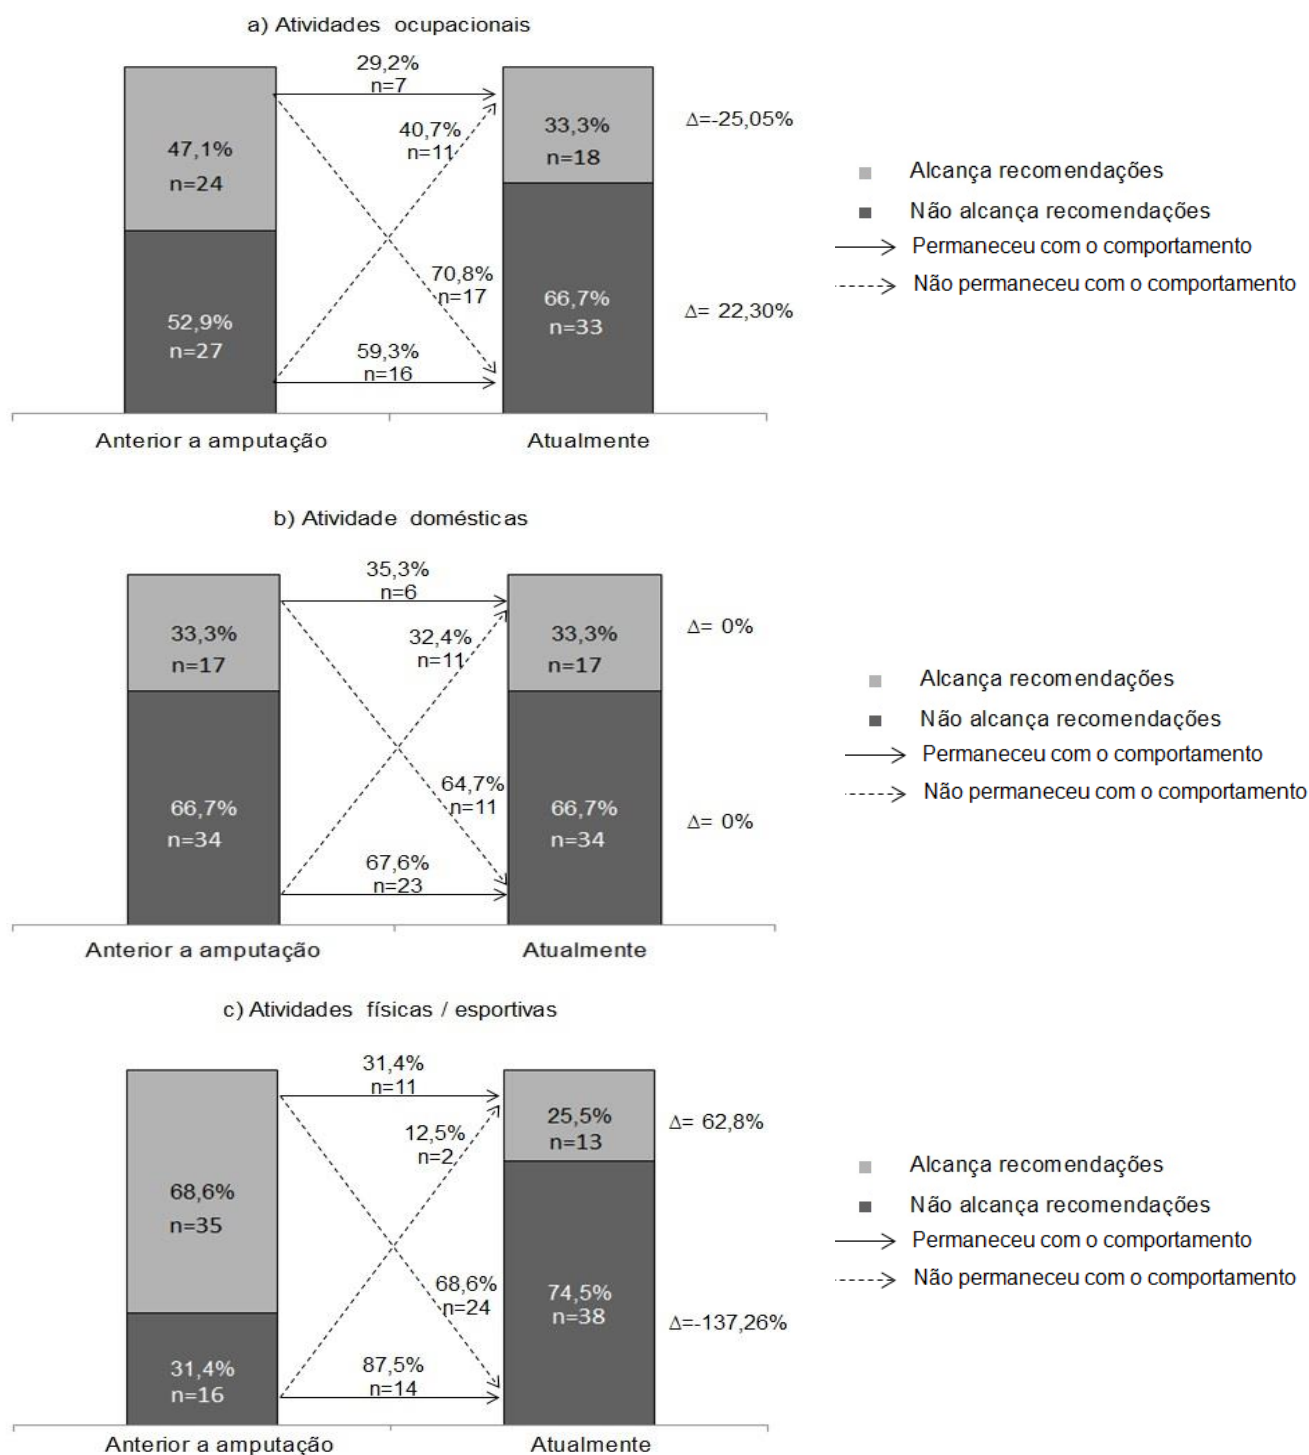 a) Atividades ocupacionais
29,2%
n=7
40,7%
n=11
47,1%
n=24
33,3%
n=18
Δ=-25,05%
70,8%
n=17
52,9%
n=27
66,7%
n=33
Δ= 22,30%
59,3%
n=16
Anterior a amputação
Atualmente
Alcança recomendações
Não alcança recomendações
Permaneceu com o comportamento
Não permaneceu com o comportamento
b) Atividade domésticas
35,3%
n=6
32,4%
n=11
33,3%
n=17
33,3%
n=17
Δ= 0%
64,7%
n=11
66,7%
n=34
66,7%
n=34
Δ= 0%
67,6%
n=23
Anterior a amputação
Atualmente
Alcança recomendações
Não alcança recomendações
Permaneceu com o comportamento
Não permaneceu com o comportamento
c) Atividades físicas / esportivas
31,4%
n=11
12,5%
n=2
68,6%
n=35
25,5%
n=13
Δ= 62,8%
68,6%
n=24
31,4%
n=16
74,5%
n=38
Δ=-137,26%
87,5%
n=14
Anterior a amputação
Atualmente
Alcança recomendações
Não alcança recomendações
Permaneceu com o comportamento
Não permaneceu com o comportamento